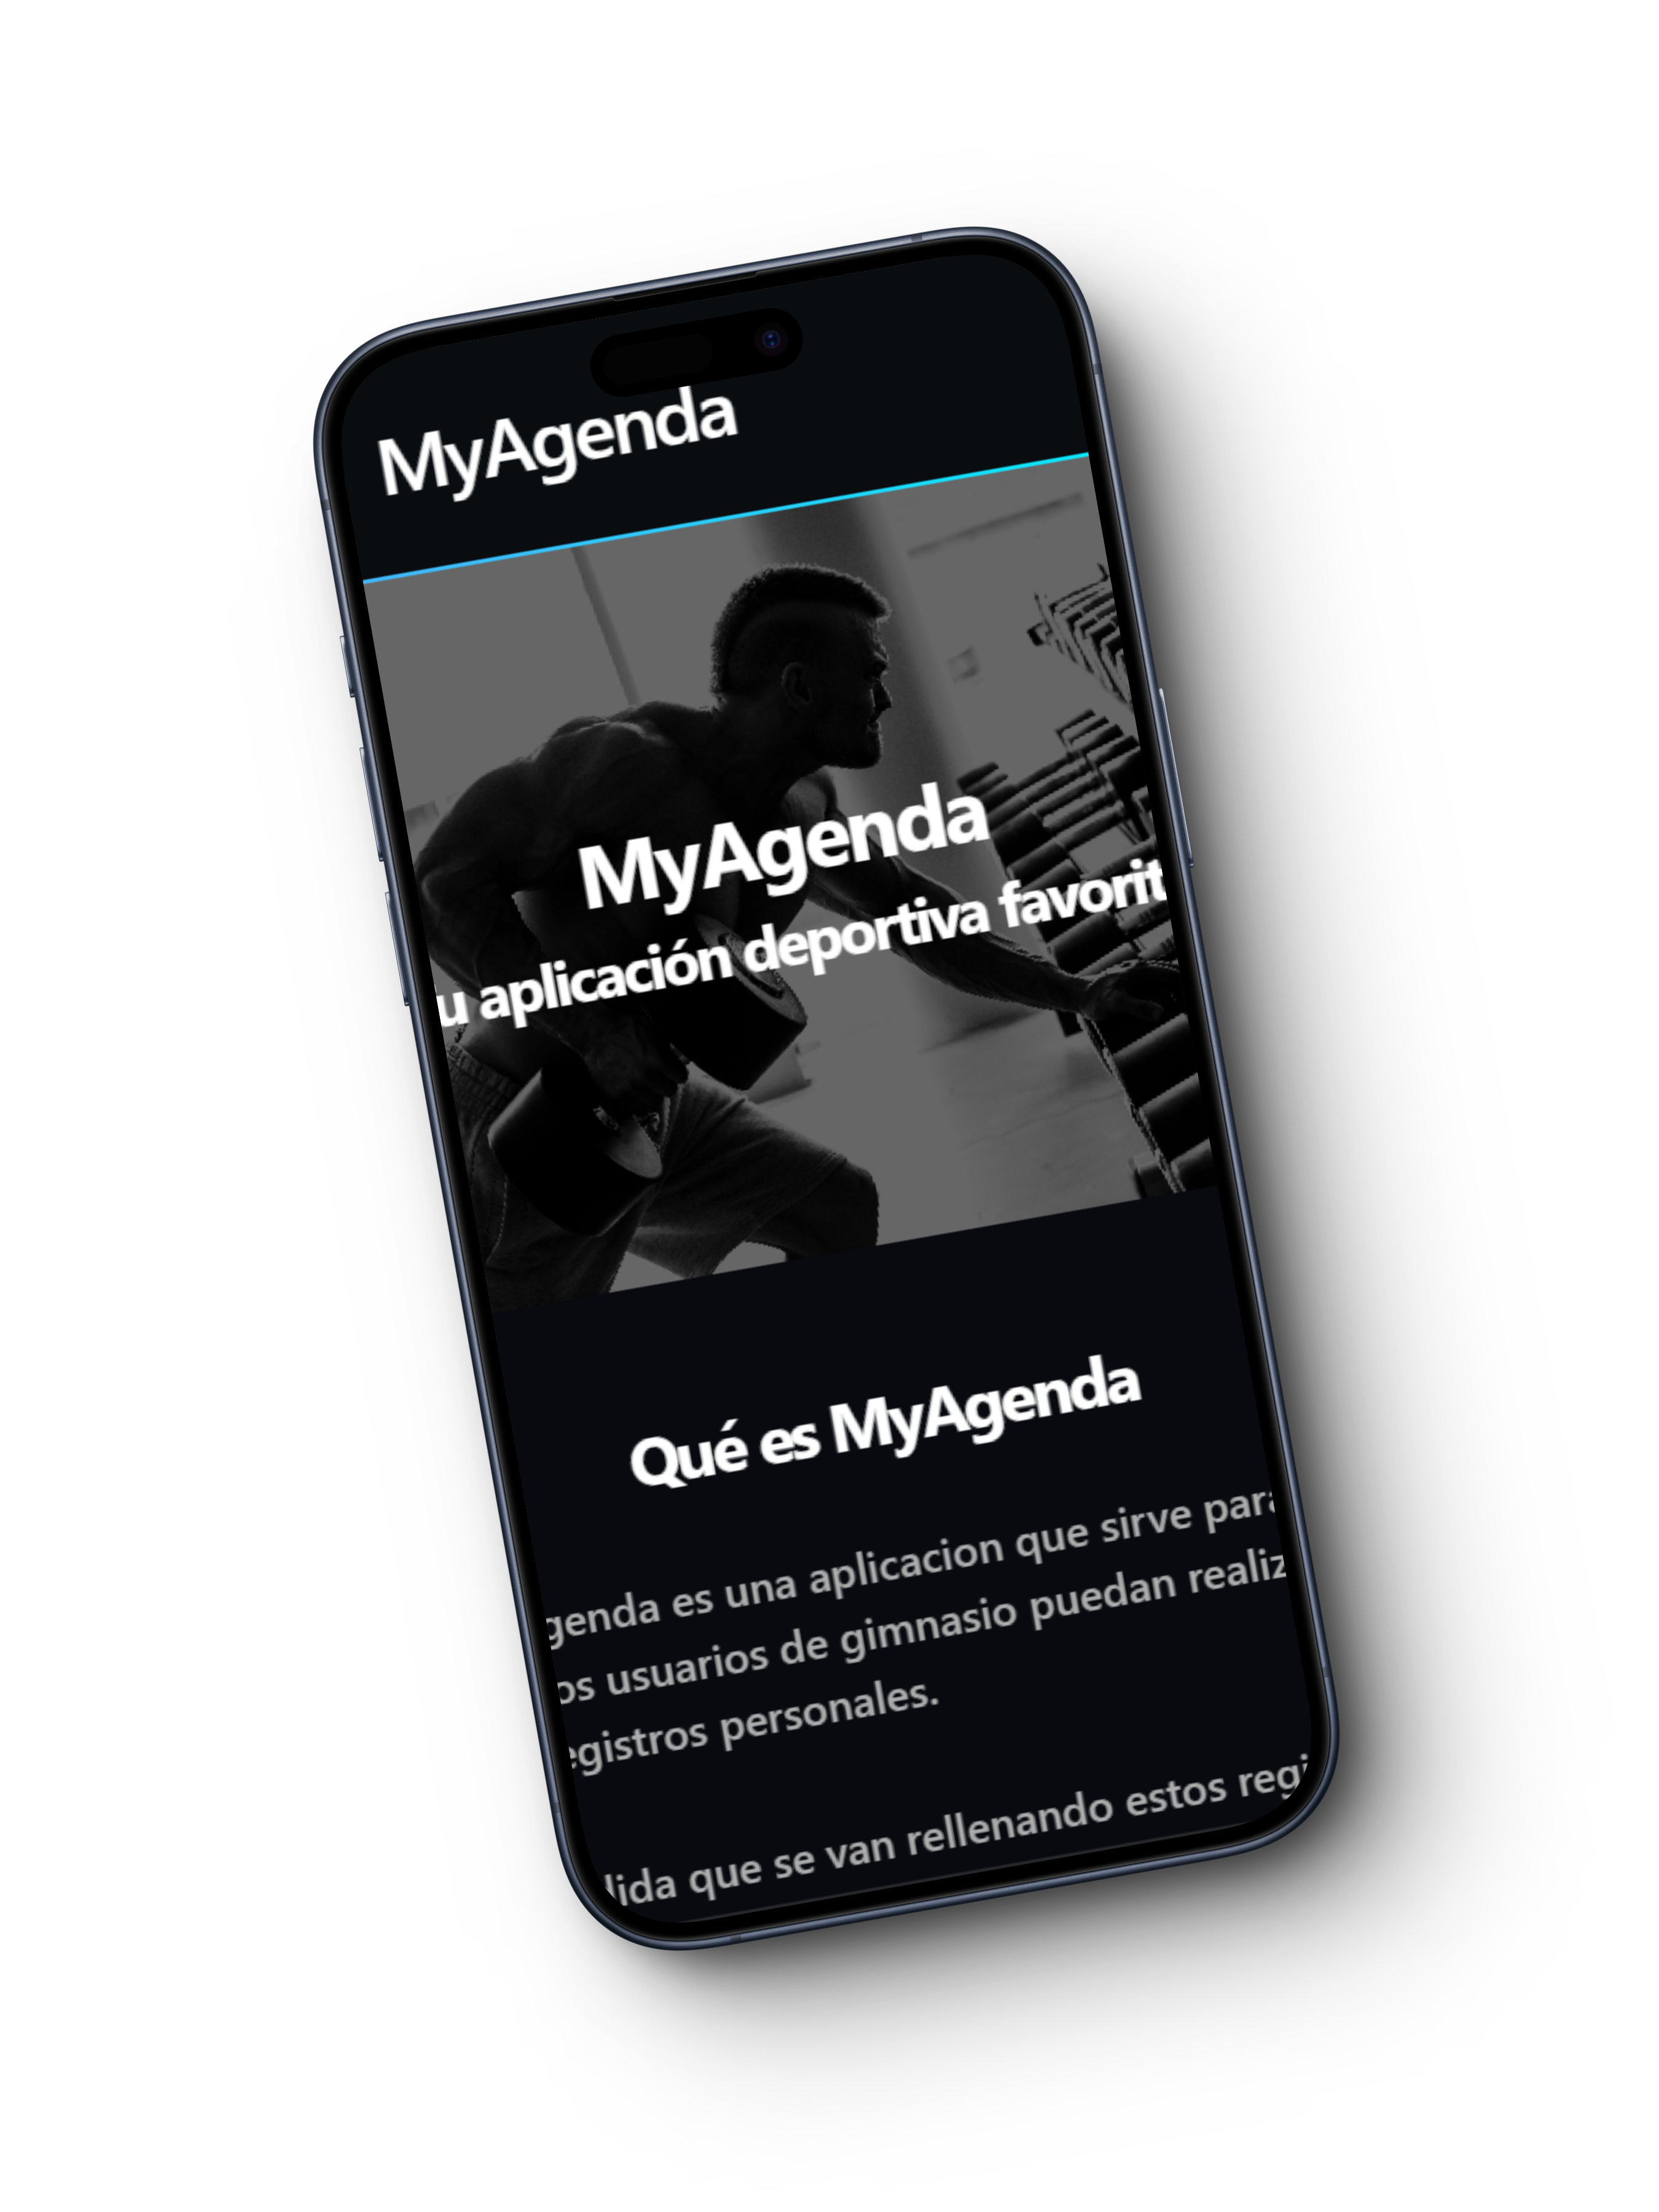 MyAgenda
MyAgenda
u aplicación deportiva favorit
Qué es MyAgenda
genda es una aplicacion que sirve para
os usuarios de gimnasio puedan realiz
egistros personales.
dida que se van rellenando estos regi